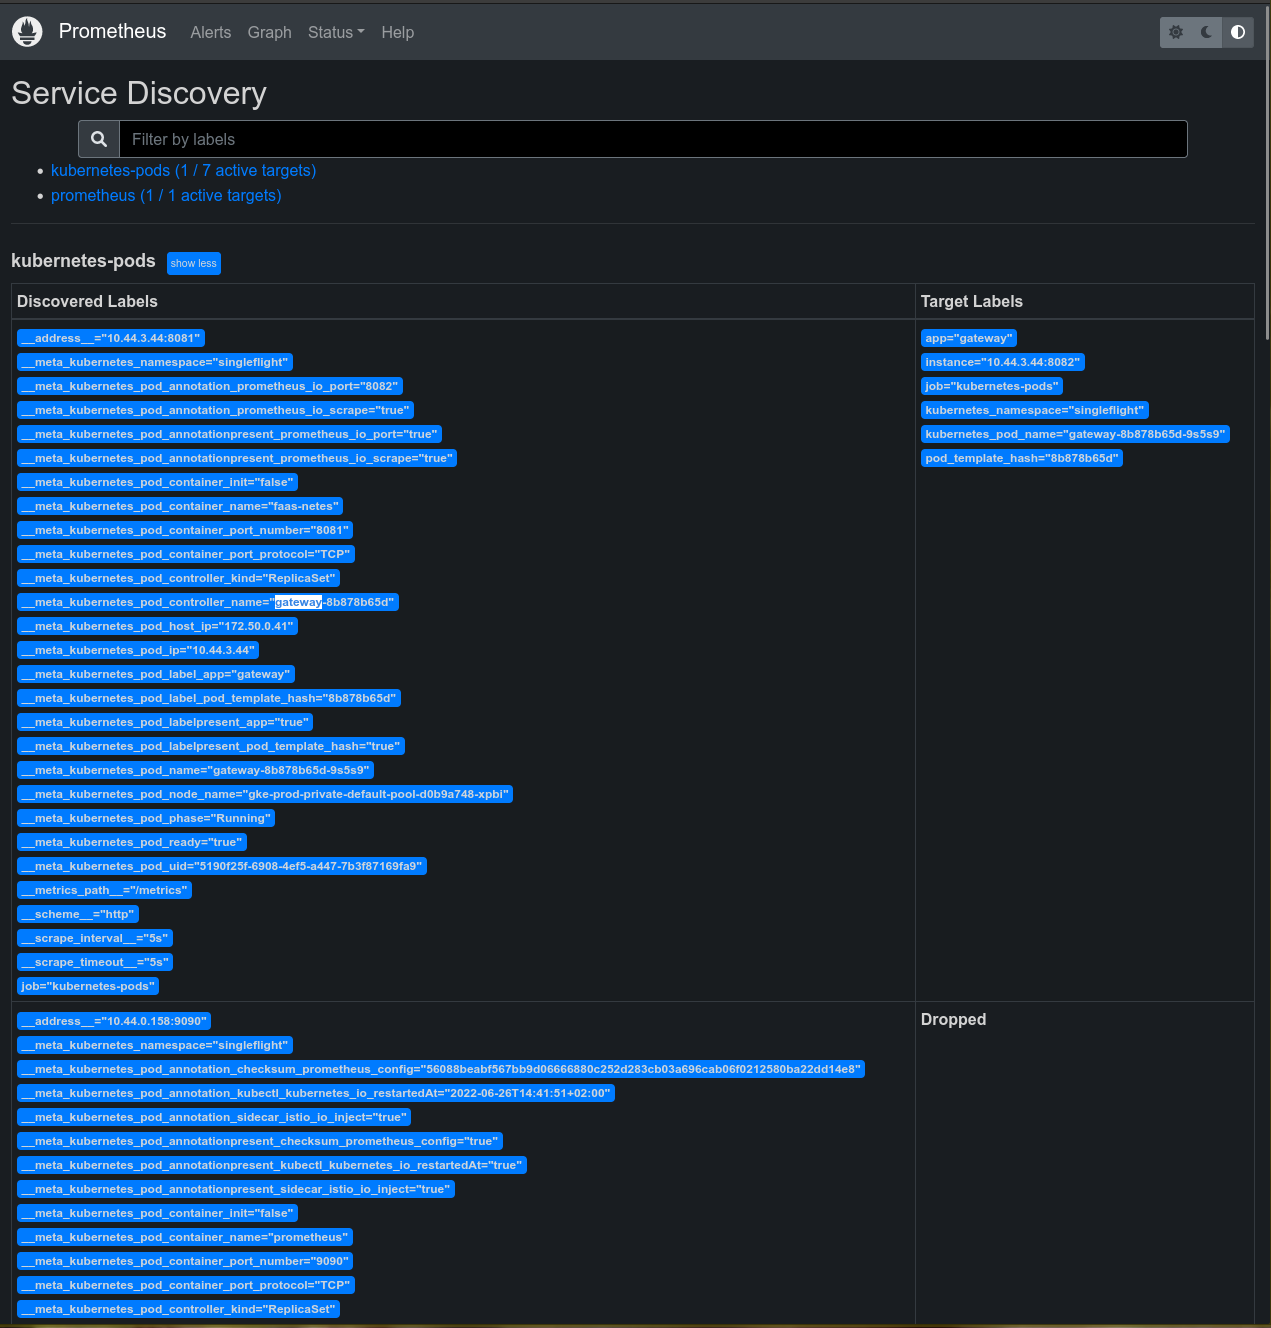 Prometheus Alerts Graph Status Help
Service Discovery
Filter by labels
kubernetes-pods (1 / 7 active targets)
prometheus (1 / 1 active targets)
kubernetes-pods show less
Discovered Labels
Target Labels
__address__="10.44.3.44:8081"
__meta_kubernetes_namespace="singleflight"
__meta_kubernetes_pod_annotation_prometheus_io_port="8082"
__meta_kubernetes_pod_annotation_prometheus_io_scrape="true"
__meta_kubernetes_pod_annotationpresent_prometheus_io_port="true"
__meta_kubernetes_pod_annotationpresent_prometheus_io_scrape="true"
__meta_kubernetes_pod_container_init="false"
__meta_kubernetes_pod_container_name="faas-netes"
__meta_kubernetes_pod_container_port_number="8081"
__meta_kubernetes_pod_container_port_protocol="TCP"
__meta_kubernetes_pod_controller_kind="ReplicaSet"
__meta_kubernetes_pod_controller_name="gateway-8b878b65d"
__meta_kubernetes_pod_host_ip="172.50.0.41"
__meta_kubernetes_pod_ip="10.44.3.44"
__meta_kubernetes_pod_label_app="gateway"
__meta_kubernetes_pod_label_pod_template_hash="8b878b65d"
__meta_kubernetes_pod_labelpresent_app="true"
__meta_kubernetes_pod_labelpresent_pod_template_hash="true"
__meta_kubernetes_pod_name="gateway-8b878b65d-9s5s9"
__meta_kubernetes_pod_node_name="gke-prod-private-default-pool-d0b9a748-xpbi"
__meta_kubernetes_pod_phase="Running"
__meta_kubernetes_pod_ready="true"
__meta_kubernetes_pod_uid="5190f25f-6908-4ef5-a447-7b3f87169fa9"
__metrics_path__="/metrics"
__scheme__="http"
__scrape_interval__="5s"
__scrape_timeout__="5s"
job="kubernetes-pods"
app="gateway"
instance="10.44.3.44:8082"
job="kubernetes-pods"
kubernetes_namespace="singleflight"
kubernetes_pod_name="gateway-8b878b65d-9s5s9"
pod_template_hash="8b878b65d"
__address__="10.44.0.158:9090"
__meta_kubernetes_namespace="singleflight"
__meta_kubernetes_pod_annotation_checksum_prometheus_config="56088beabf567bb9d06666880c252d283cb03a696cab06f0212580ba22dd14e8"
__meta_kubernetes_pod_annotation_kubectl_kubernetes_io_restartedAt="2022-06-26T14:41:51+02:00"
__meta_kubernetes_pod_annotation_sidecar_istio_io_inject="true"
__meta_kubernetes_pod_annotationpresent_checksum_prometheus_config="true"
__meta_kubernetes_pod_annotationpresent_kubectl_kubernetes_io_restartedAt="true"
__meta_kubernetes_pod_annotationpresent_sidecar_istio_io_inject="true"
__meta_kubernetes_pod_container_init="false"
__meta_kubernetes_pod_container_name="prometheus"
__meta_kubernetes_pod_container_port_number="9090"
__meta_kubernetes_pod_container_port_protocol="TCP"
__meta_kubernetes_pod_controller_kind="ReplicaSet"
Dropped